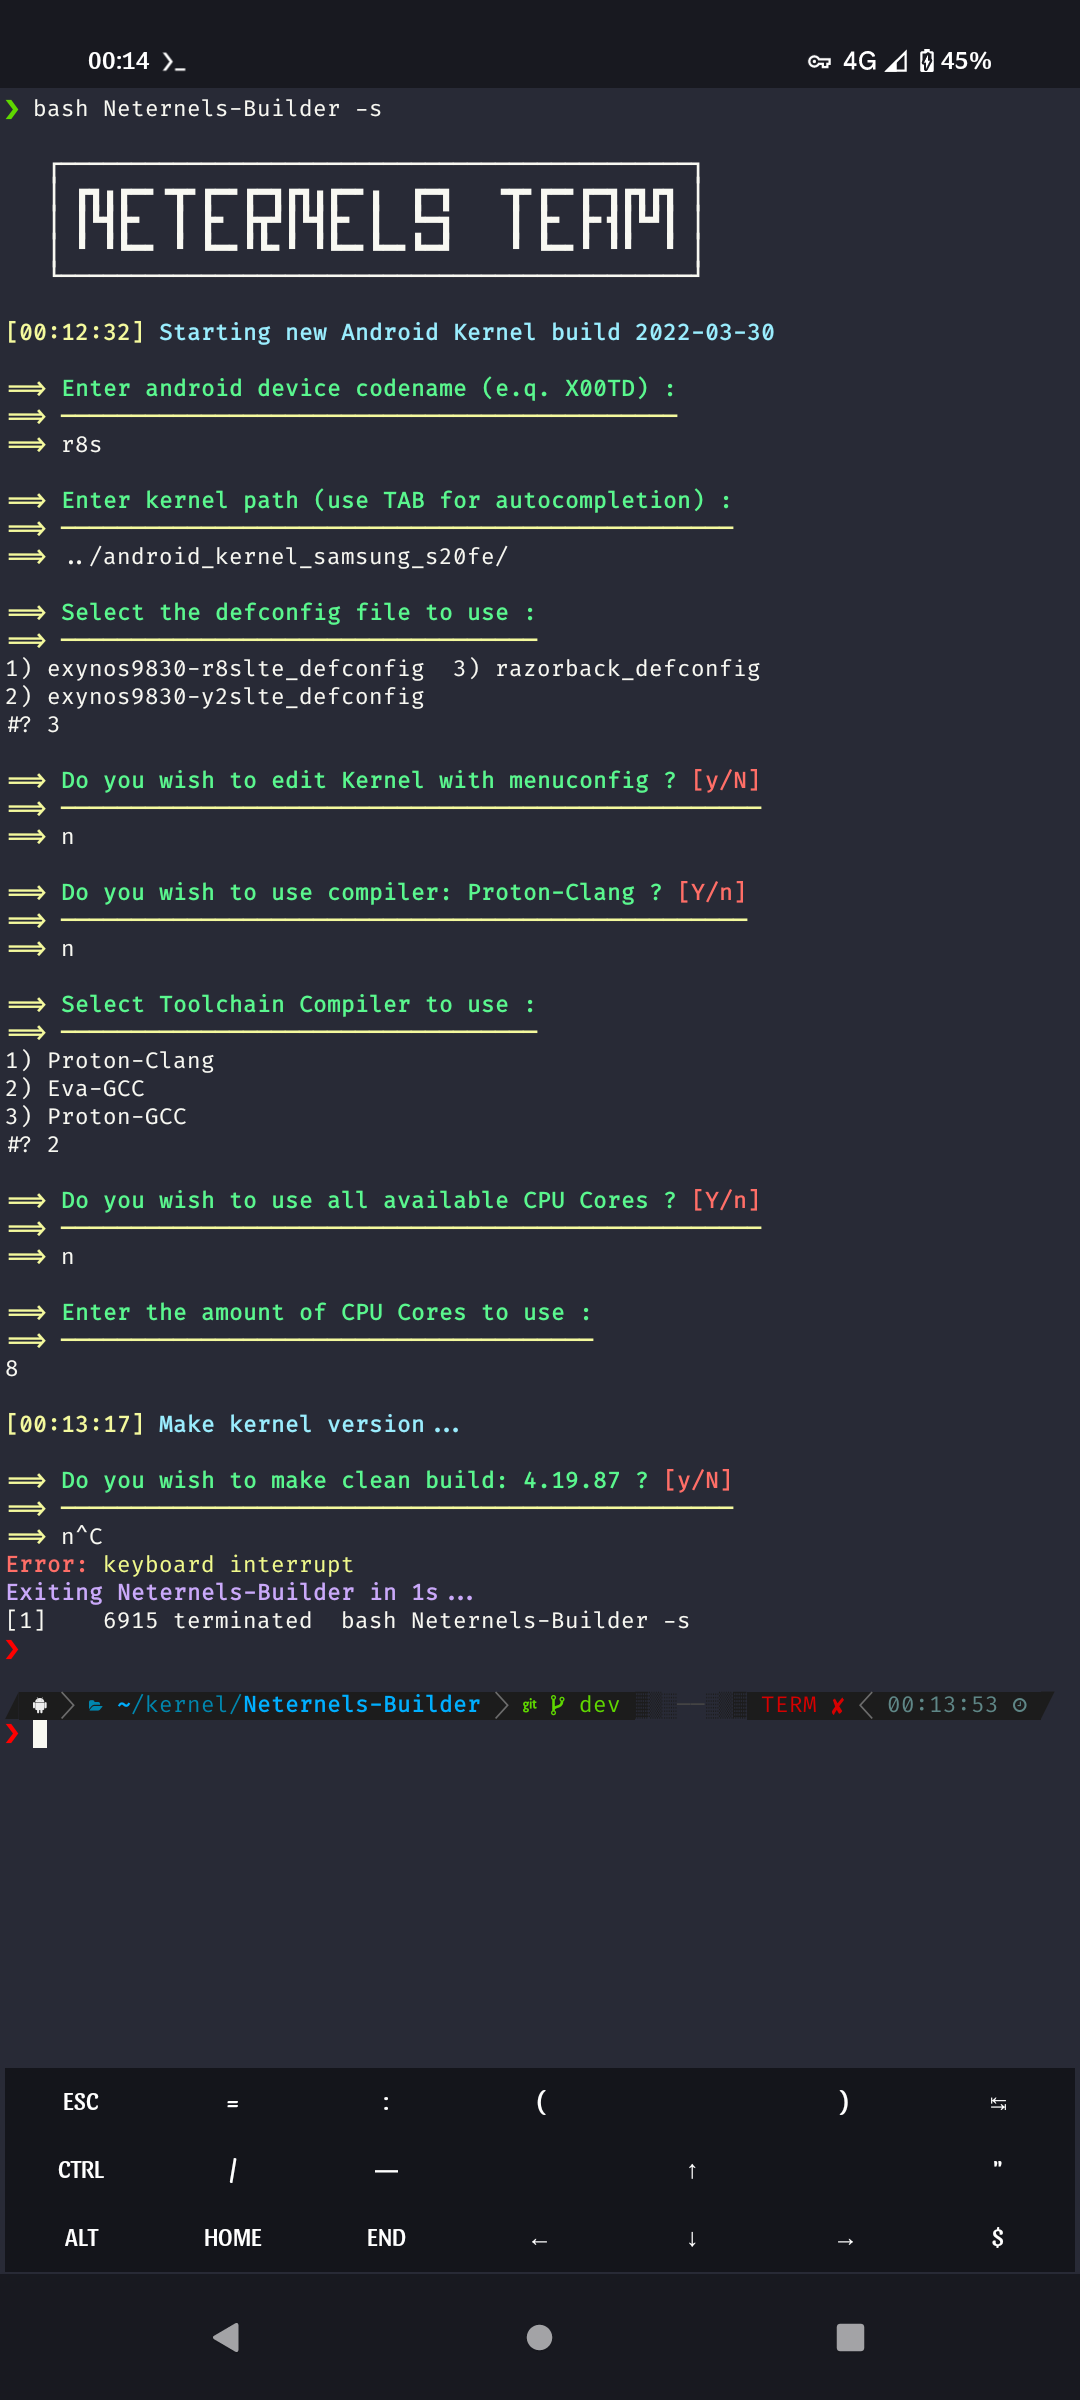 00:14 ❯_ 4G 45%
❯ bash Neternels-Builder -s
NETERNELS TEAM
[00:12:32] Starting new Android Kernel build 2022-03-30
==> Enter android device codename (e.q. X00TD) :
==> ────────────────────────────────────────────
==> r8s
==> Enter kernel path (use TAB for autocompletion) :
==> ────────────────────────────────────────────────
==> ../android_kernel_samsung_s20fe/
==> Select the defconfig file to use :
==> ──────────────────────────────────
1) exynos9830-r8slte_defconfig  3) razorback_defconfig
2) exynos9830-y2slte_defconfig
#? 3
==> Do you wish to edit Kernel with menuconfig ? [y/N]
==> ──────────────────────────────────────────────────
==> n
==> Do you wish to use compiler: Proton-Clang ? [Y/n]
==> ─────────────────────────────────────────────────
==> n
==> Select Toolchain Compiler to use :
==> ──────────────────────────────────
1) Proton-Clang
2) Eva-GCC
3) Proton-GCC
#? 2
==> Do you wish to use all available CPU Cores ? [Y/n]
==> ──────────────────────────────────────────────────
==> n
==> Enter the amount of CPU Cores to use :
==> ──────────────────────────────────────
8
[00:13:17] Make kernel version...
==> Do you wish to make clean build: 4.19.87 ? [y/N]
==> ────────────────────────────────────────────────
==> n^C
Error: keyboard interrupt
Exiting Neternels-Builder in 1s...
[1]    6915 terminated  bash Neternels-Builder -s
❯
~/kernel/Neternels-Builder git dev TERM ✘ 00:13:53
❯
ESC = : ( ) ↹
CTRL / — ↑ "
ALT HOME END ← ↓ → $